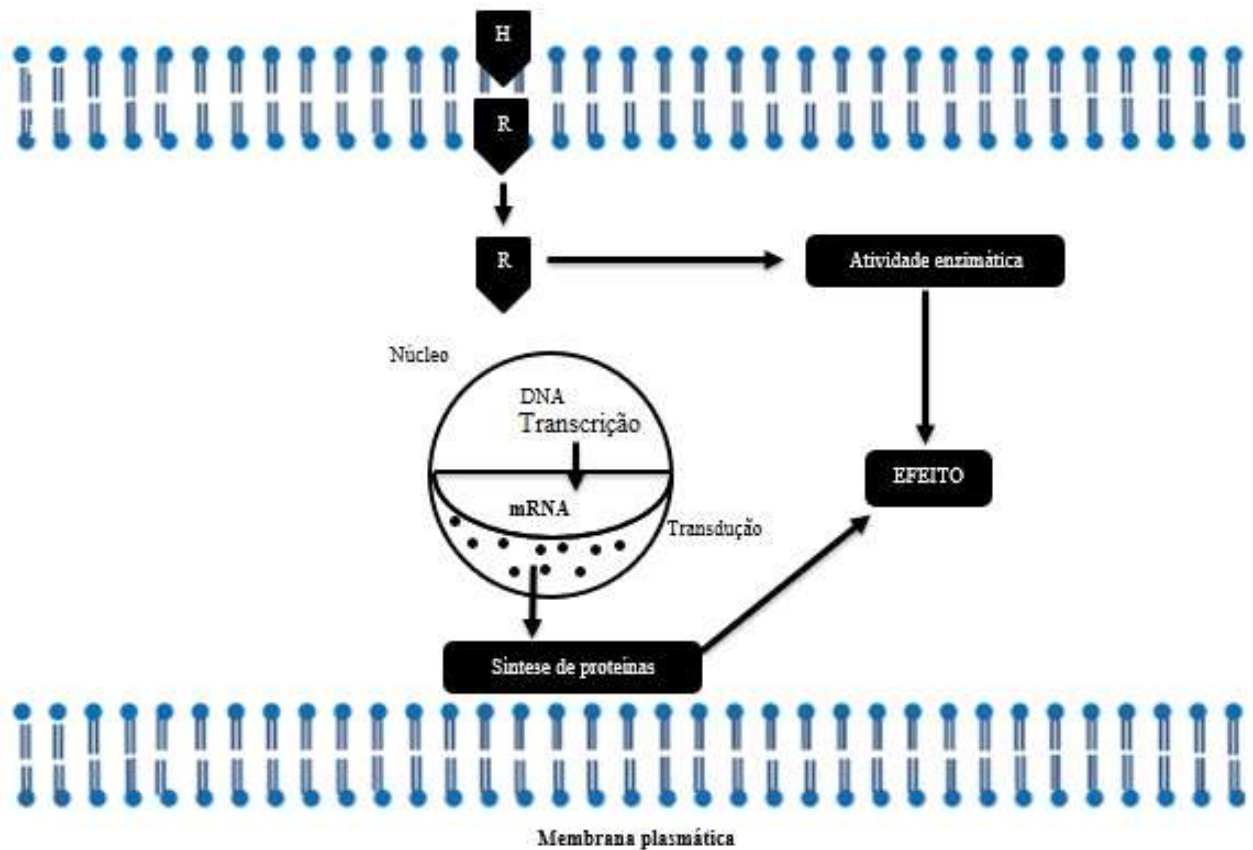 H
R
R
Atividade enzimática
Núcleo
DNA
Transcrição
EFEITO
mRNA
Transdução
Síntese de proteínas
Membrana plasmática